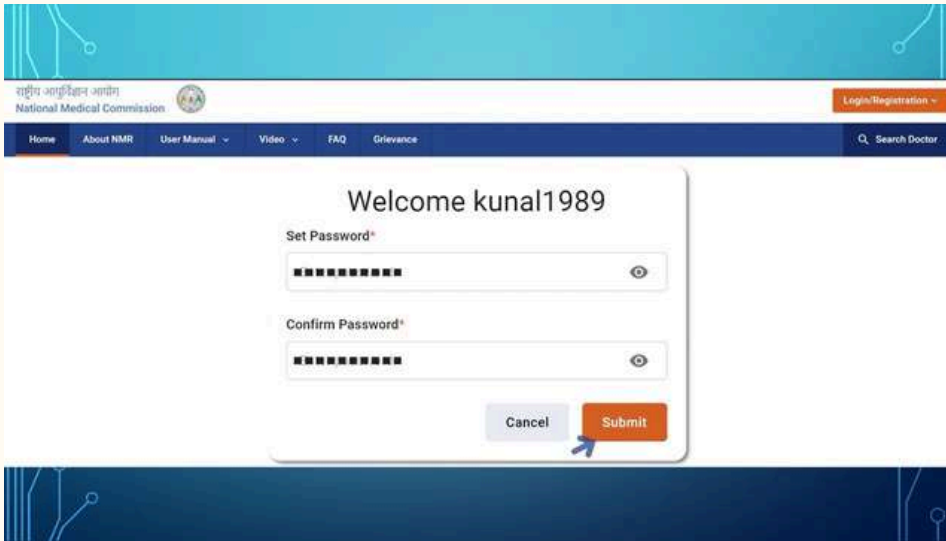 राष्ट्रीय आयुर्विज्ञान आयोग
National Medical Commission
Login/Registration
Home About NMR User Manual Video FAQ Grievance Search Doctor
Welcome kunal1989
Set Password*
■■■■■■■■■■
Confirm Password*
■■■■■■■■■■
Cancel Submit